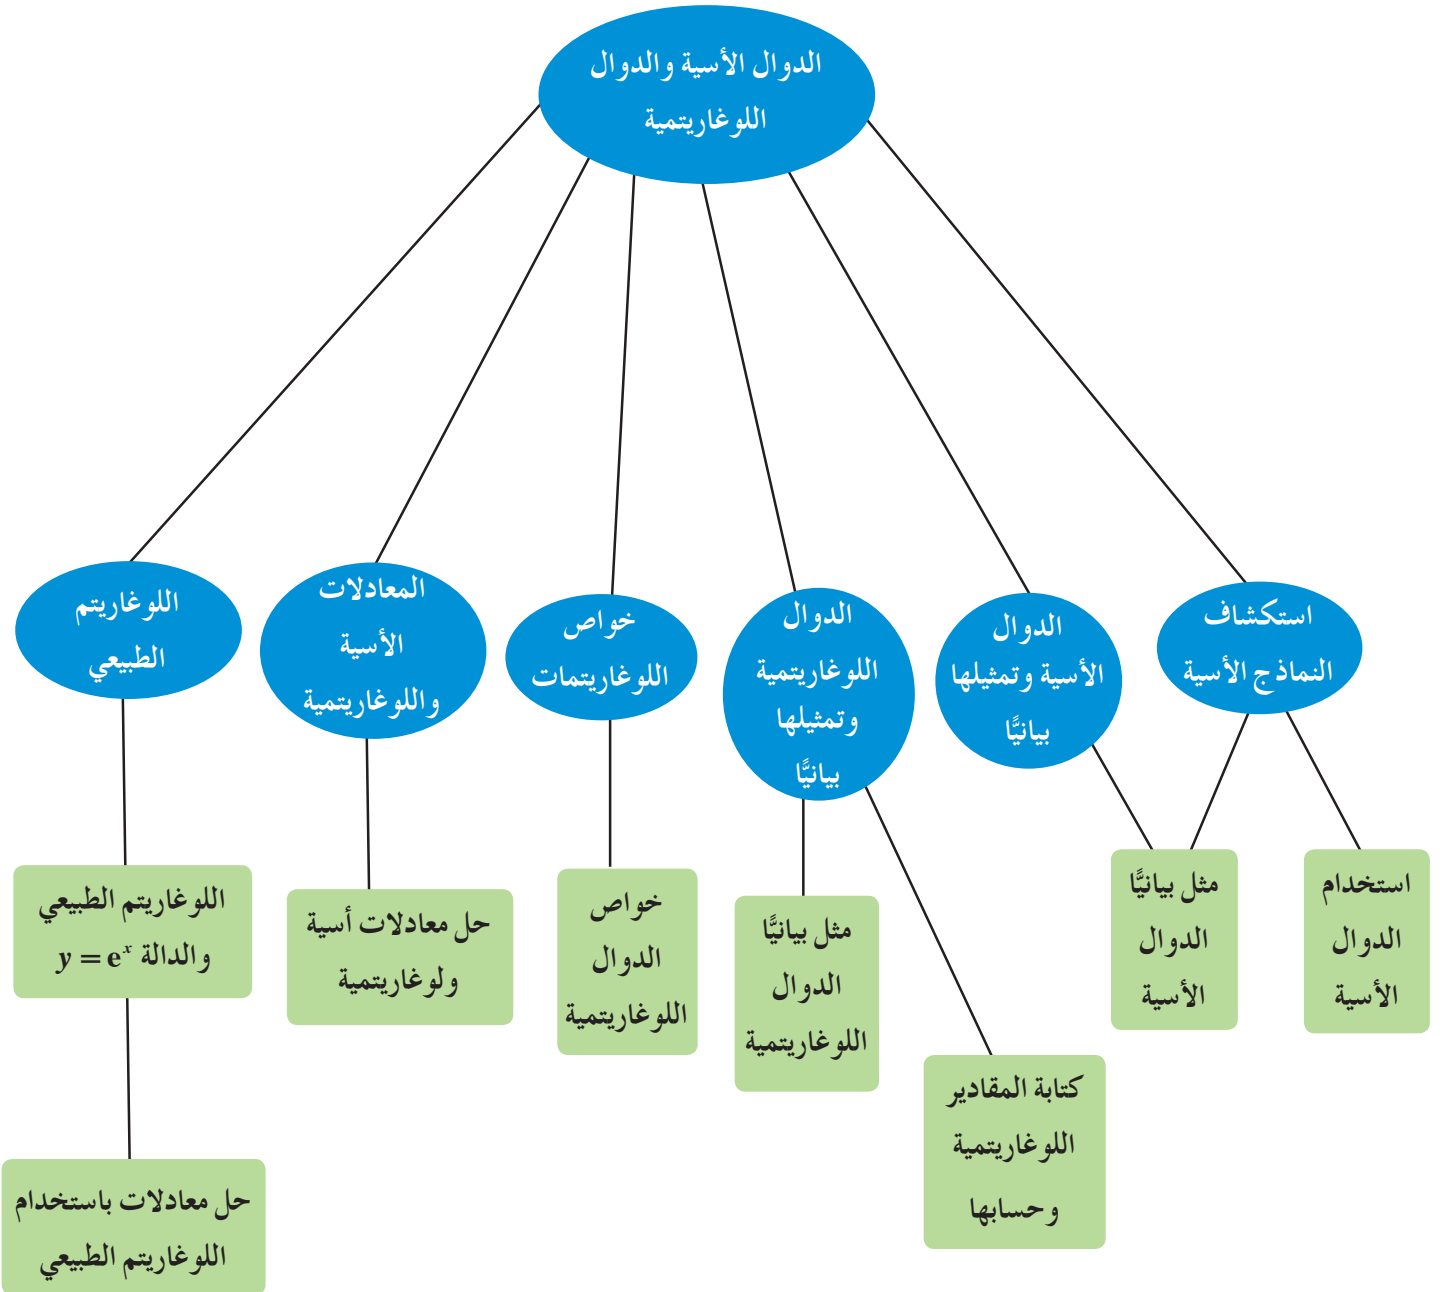 الدوال الأسية والدوال
اللوغاريتمية
استكشاف
النماذج الأسية
الدوال
الأسية وتمثيلها
بيانيًّا
الدوال
اللوغاريتمية
وتمثيلها
بيانيًّا
خواص
اللوغاريتمات
المعادلات
الأسية
واللوغاريتمية
اللوغاريتم
الطبيعي
استخدام
الدوال
الأسية
مثل بيانيًّا
الدوال
الأسية
كتابة المقادير
اللوغاريتمية
وحسابها
مثل بيانيًّا
الدوال
اللوغاريتمية
خواص
الدوال
اللوغاريتمية
حل معادلات أسية
ولوغاريتمية
اللوغاريتم الطبيعي
والدالة y = eˣ
حل معادلات باستخدام
اللوغاريتم الطبيعي